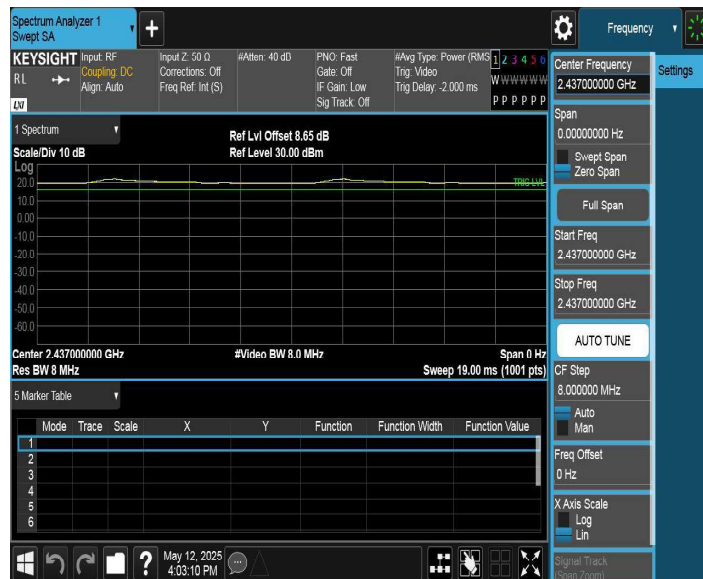 Spectrum Analyzer 1
Swept SA
+
Frequency
KEYSIGHT
RL
LXI
Input: RF
Coupling: DC
Align: Auto
Input Z: 50 Ω
Corrections: Off
Freq Ref: Int (S)
#Atten: 40 dB
PNO: Fast
Gate: Off
IF Gain: Low
Sig Track: Off
#Avg Type: Power (RMS
Trig: Video
Trig Delay: -2.000 ms
1 2 3 4 5 6
W W W W W W
P P P P P P
1 Spectrum
Scale/Div 10 dB
Ref Lvl Offset 8.65 dB
Ref Level 30.00 dBm
Log
20.0
10.0
0.00
-10.0
-20.0
-30.0
-40.0
-50.0
-60.0
TRIG LVL
Center 2.437000000 GHz
#Video BW 8.0 MHz
Span 0 Hz
Res BW 8 MHz
Sweep 19.00 ms (1001 pts)
5 Marker Table
Mode Trace Scale X Y Function Function Width Function Value
1
2
3
4
5
6
?
May 12, 2025
4:03:10 PM
Center Frequency
2.437000000 GHz
Settings
Span
0.00000000 Hz
Swept Span
Zero Span
Full Span
Start Freq
2.437000000 GHz
Stop Freq
2.437000000 GHz
AUTO TUNE
CF Step
8.000000 MHz
Auto
Man
Freq Offset
0 Hz
X Axis Scale
Log
Lin
Signal Track
(Span Zoom)